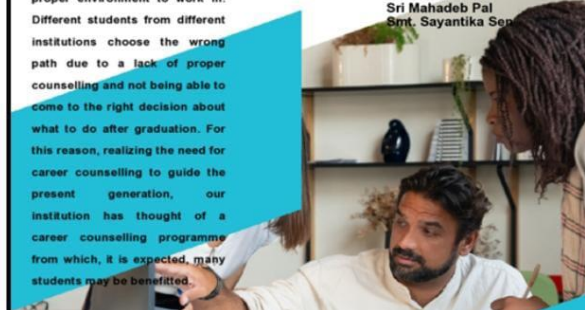 proper environment to work in.
Different students from different
institutions choose the wrong
path due to a lack of proper
counselling and not being able to
come to the right decision about
what to do after graduation. For
this reason, realizing the need for
career counselling to guide the
present generation, our
institution has thought of a
career counselling programme
from which, it is expected, many
students may be benefitted.
Sri Mahadeb Pal
Smt. Sayantika Sen